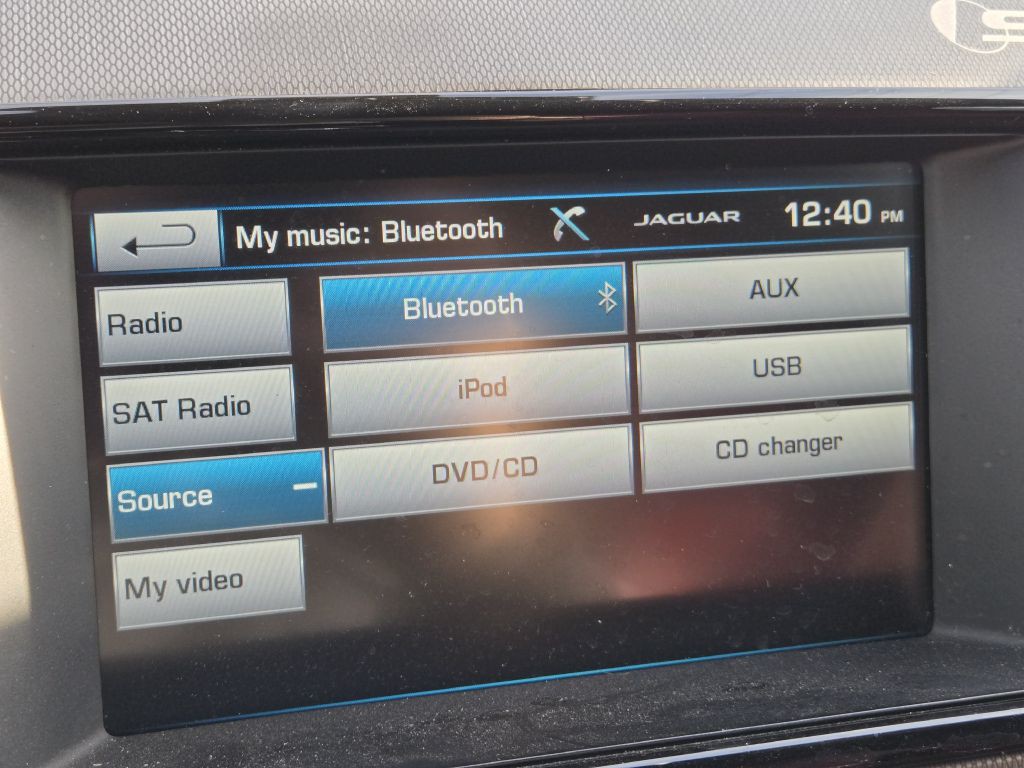 My music: Bluetooth
JAGUAR
12:40 PM
Radio
Bluetooth
AUX
SAT Radio
iPod
USB
Source
DVD/CD
CD changer
My video